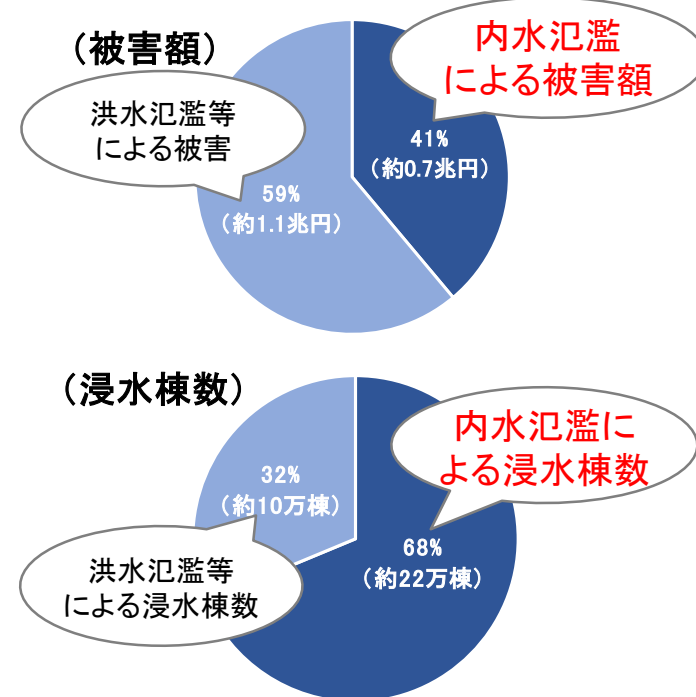 （被害額）
内水氾濫
による被害額
洪水氾濫等
による被害
41%
（約0.7兆円）
59%
（約1.1兆円）
（浸水棟数）
内水氾濫に
よる浸水棟数
32%
（約10万棟）
68%
（約22万棟）
洪水氾濫等
による浸水棟数